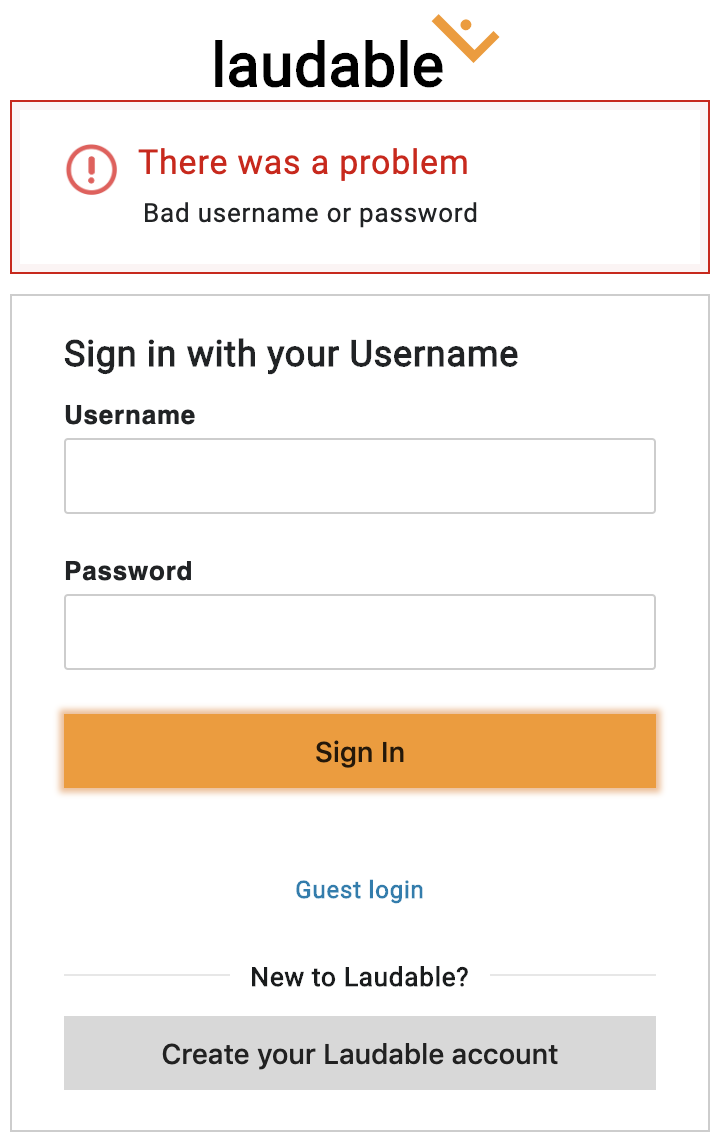 laudable
There was a problem
Bad username or password
Sign in with your Username
Username
Password
Sign In
Guest login
New to Laudable?
Create your Laudable account